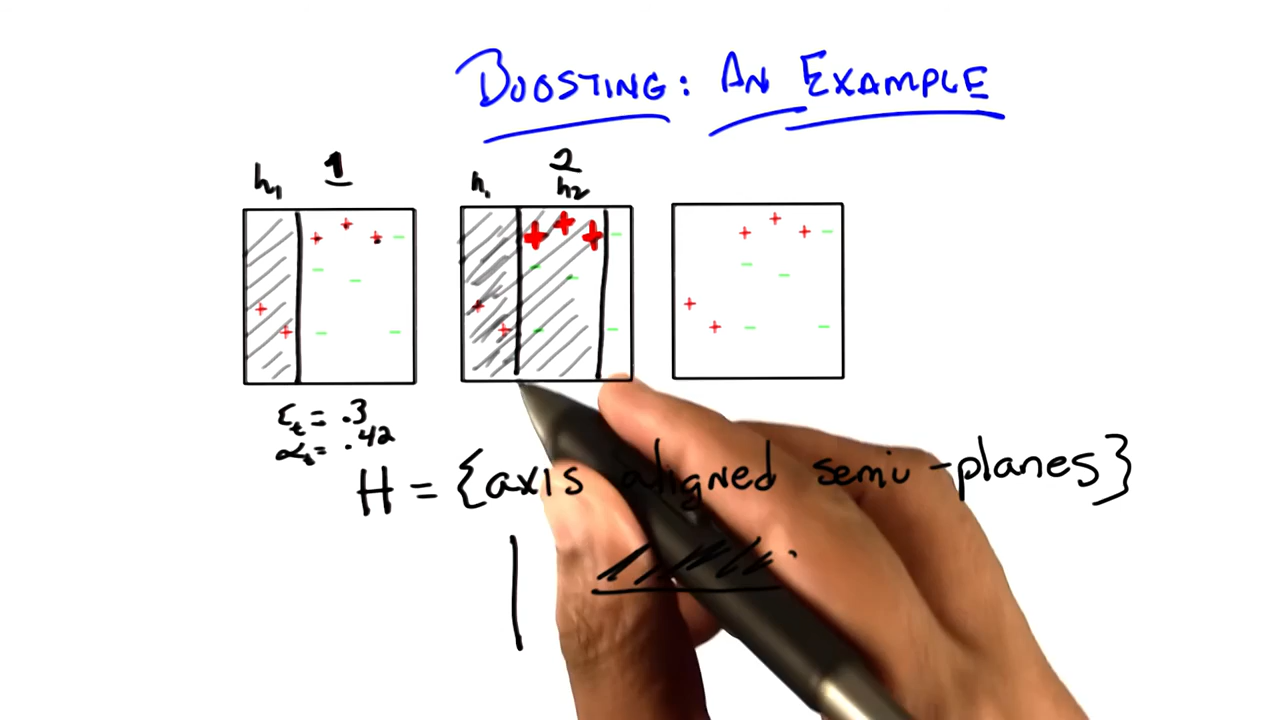 BOOSTING: AN EXAMPLE
h₁ 1
h₁ 2
h₂
εₜ = .3
αₜ = .42
H = {axis aligned semi-planes}